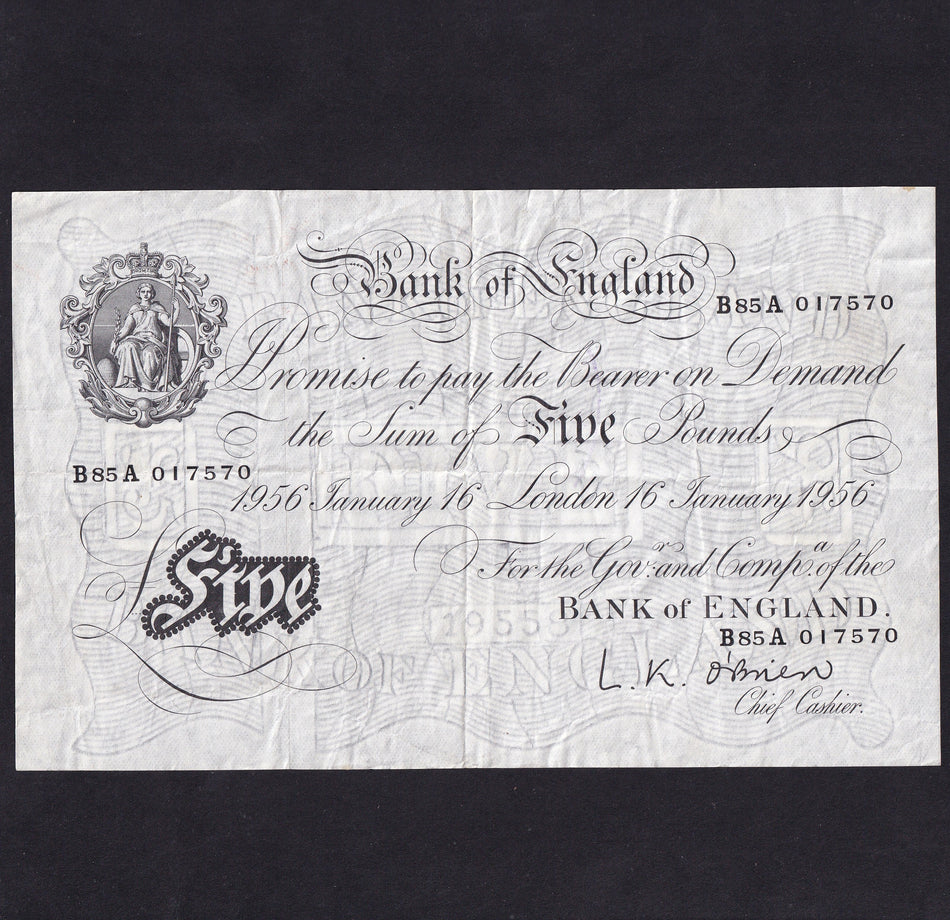 Bank of England
B85A 017570
I Promise to pay the Bearer on Demand
the Sum of Five Pounds
B85A 017570
1956 January 16 London 16 January 1956
£Five
For the Govr: and Compa: of the
BANK of ENGLAND.
B85A 017570
L. K. O'Brien
Chief Cashier.
OF ENGLA